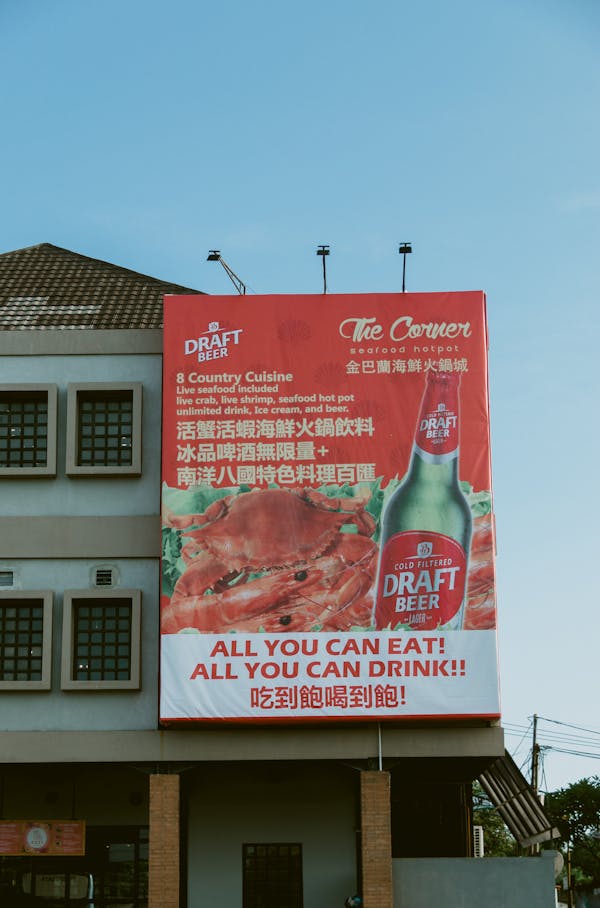 DRAFT
BEER
The Corner
seafood hotpot
金巴蘭海鮮火鍋城
8 Country Cuisine
Live seafood included
live crab, live shrimp, seafood hot pot
unlimited drink, Ice cream, and beer.
活蟹活蝦海鮮火鍋飲料
冰品啤酒無限量+
南洋八國特色料理百匯
COLD FILTERED
DRAFT
BEER
COLD FILTERED
DRAFT
BEER
LAGER
ALL YOU CAN EAT!
ALL YOU CAN DRINK!!
吃到飽喝到飽!